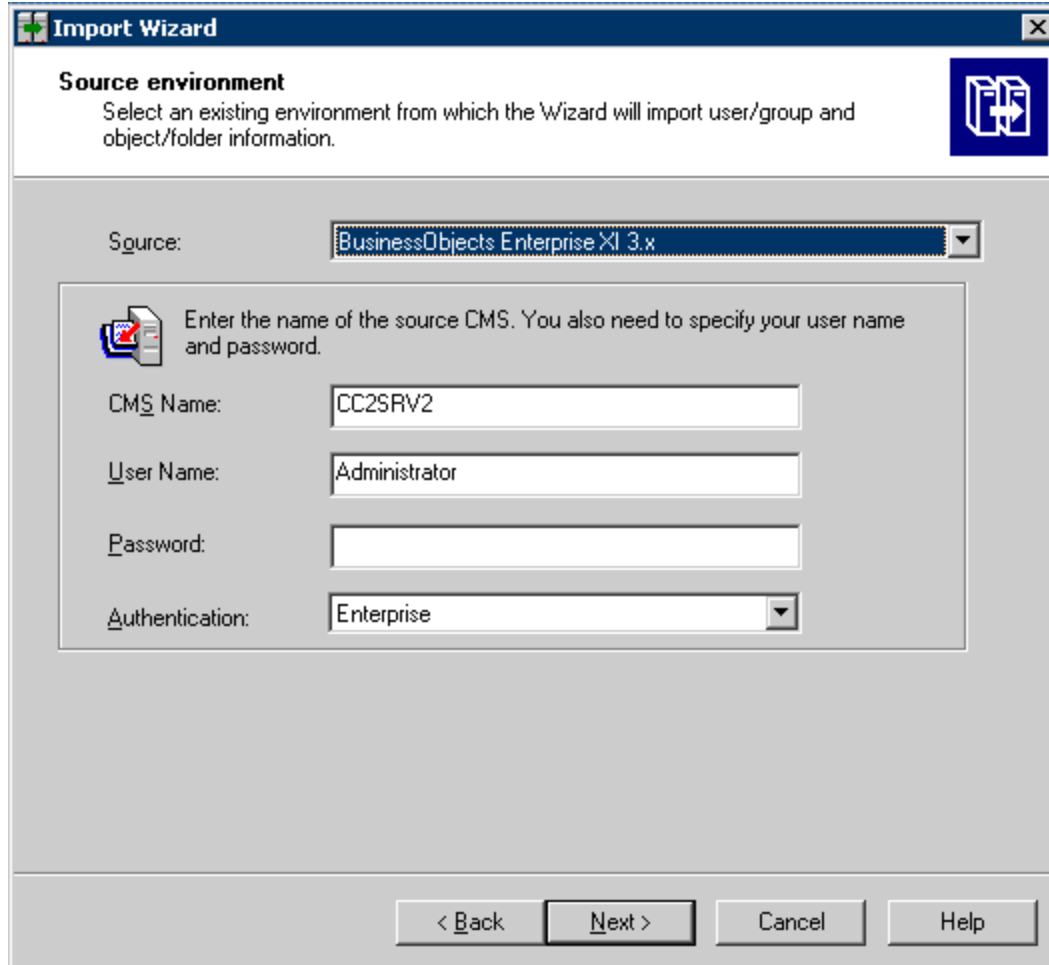 Import Wizard
Source environment
Select an existing environment from which the Wizard will import user/group and
object/folder information.
Source:
BusinessObjects Enterprise XI 3.x
Enter the name of the source CMS. You also need to specify your user name
and password.
CMS Name:
CC2SRV2
User Name:
Administrator
Password:
Authentication:
Enterprise
< Back
Next >
Cancel
Help